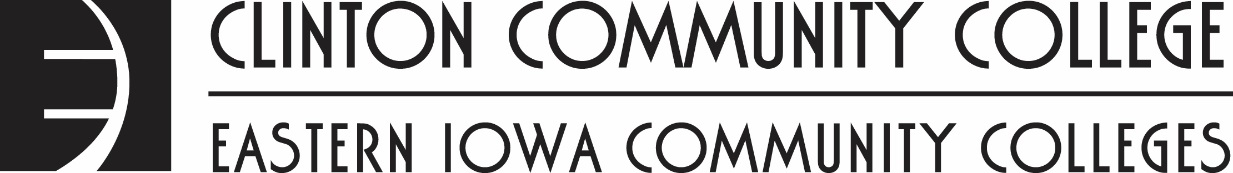 CLINTON COMMUNITY COLLEGE
EASTERN IOWA COMMUNITY COLLEGES